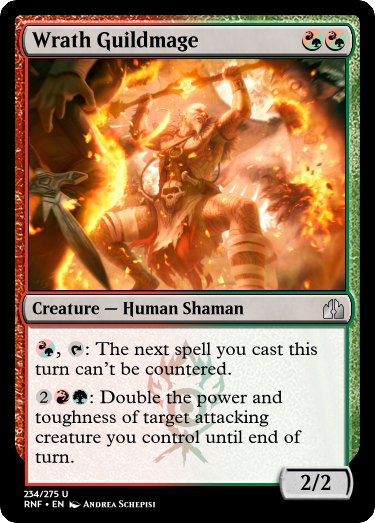 Wrath Guildmage
Creature — Human Shaman
, : The next spell you cast this
turn can't be countered.
2 : Double the power and
toughness of target attacking
creature you control until end of
turn.
2/2
234/275 U
RNF • EN Andrea Schepisi